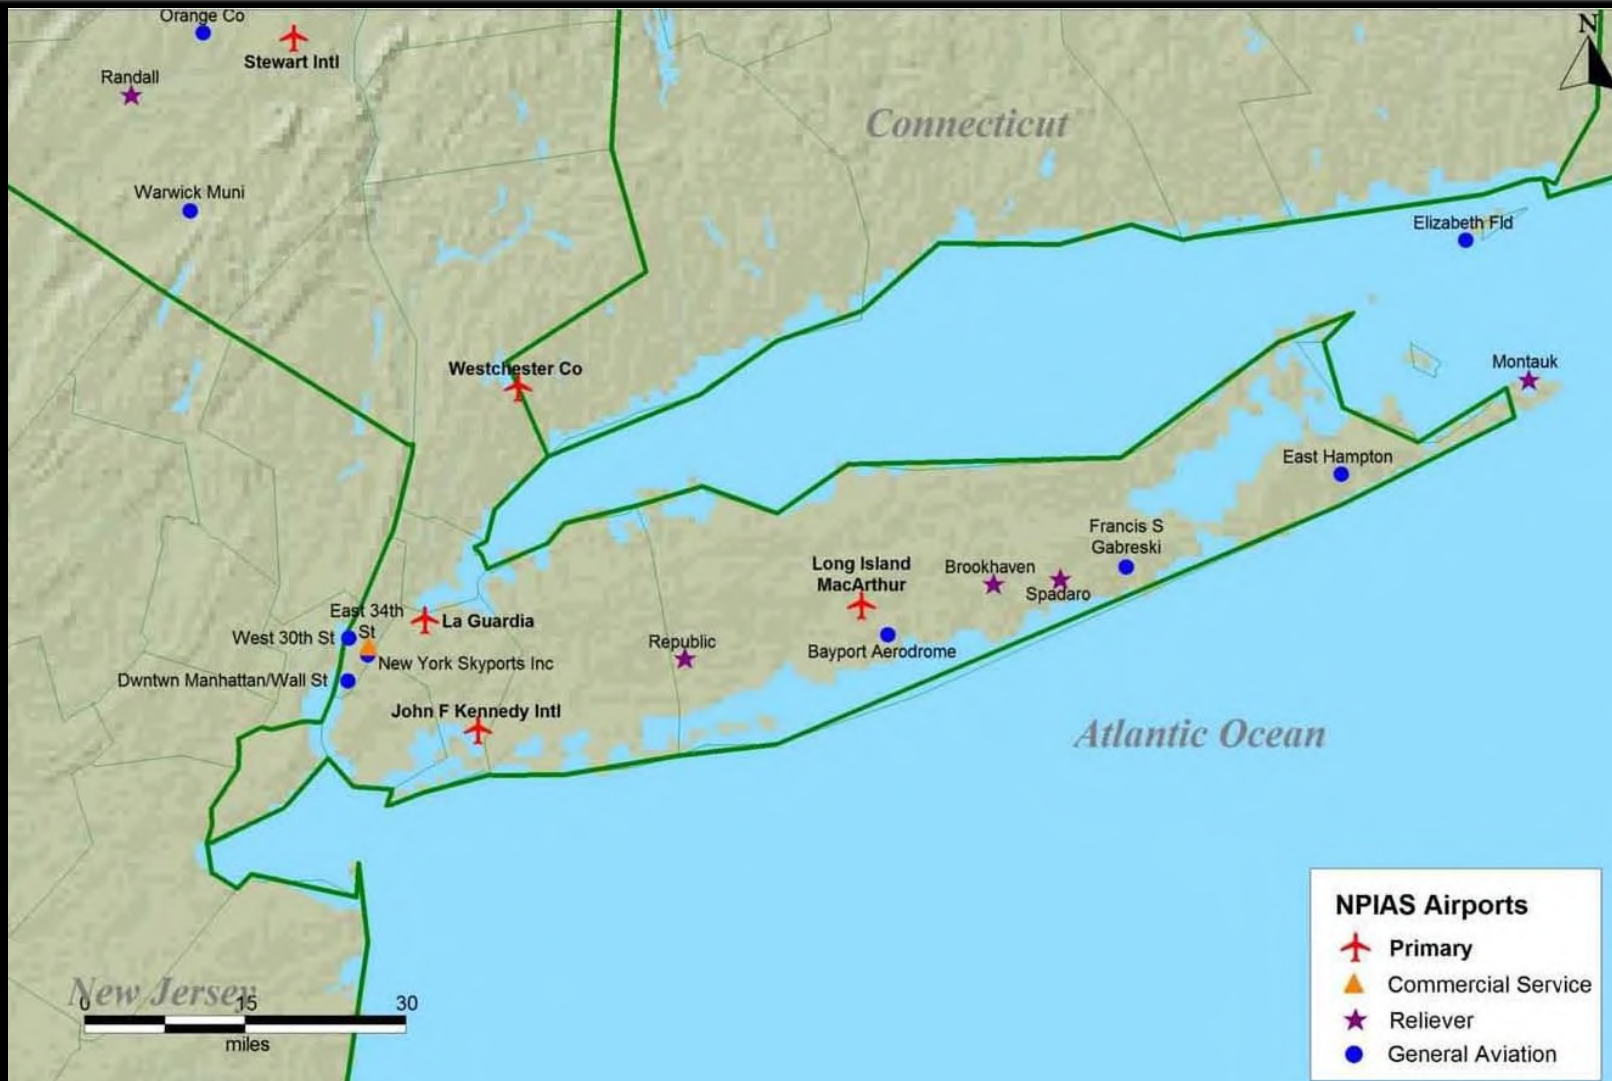 Orange Co
N
Stewart Intl
Randall
Connecticut
Warwick Muni
Elizabeth Fld
Westchester Co
Montauk
East Hampton
Francis S
Gabreski
Long Island
MacArthur
Brookhaven
Spadaro
East 34th
St
La Guardia
West 30th St
Republic
Bayport Aerodrome
New York Skyports Inc
Dwntwn Manhattan/Wall St
John F Kennedy Intl
Atlantic Ocean
New Jersey
0 15 30
miles
NPIAS Airports
Primary
Commercial Service
Reliever
General Aviation